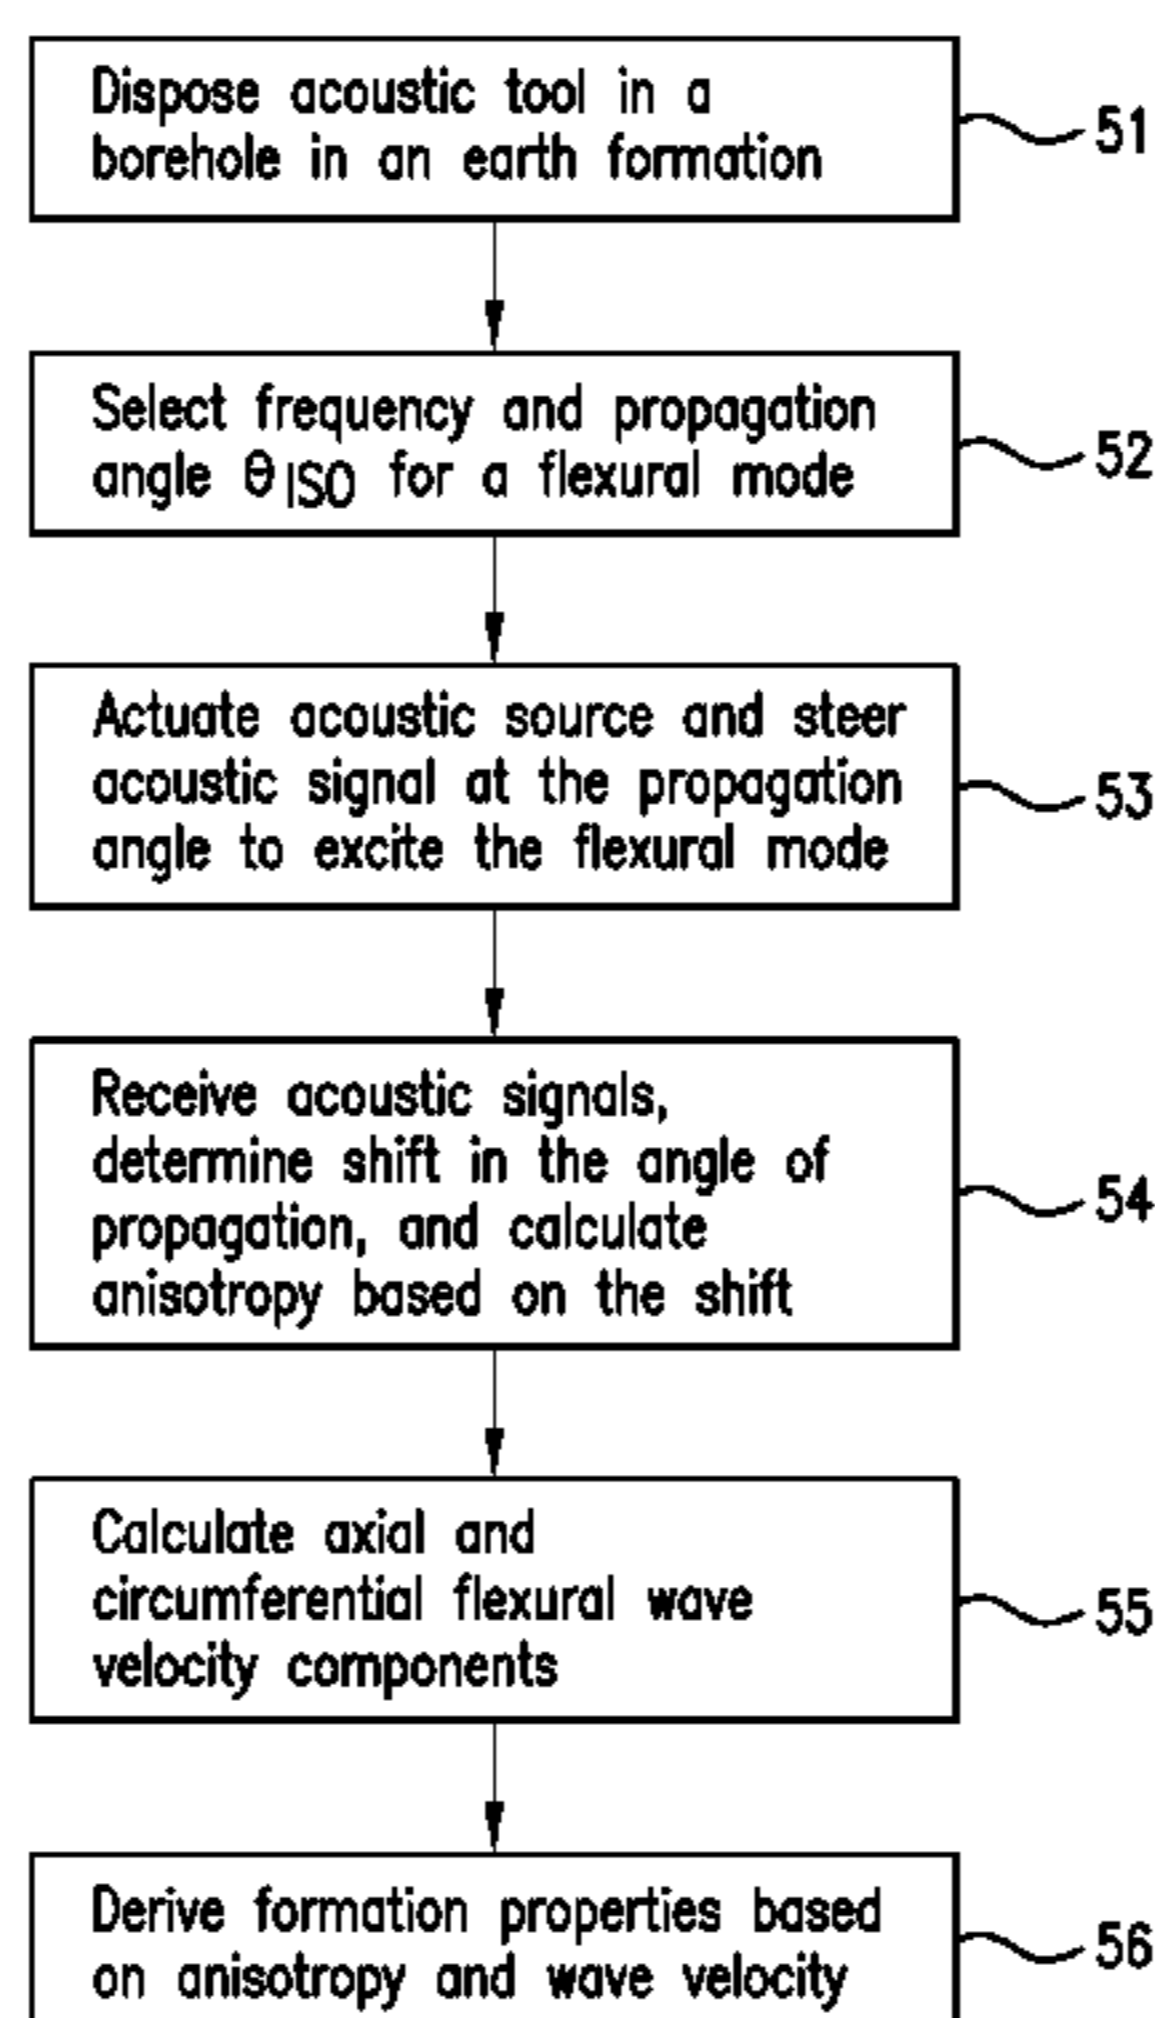 Dispose acoustic tool in a
borehole in an earth formation
51
Select frequency and propagation
angle θISO for a flexural mode
52
Actuate acoustic source and steer
acoustic signal at the propagation
angle to excite the flexural mode
53
Receive acoustic signals,
determine shift in the angle of
propagation, and calculate
anisotropy based on the shift
54
Calculate axial and
circumferential flexural wave
velocity components
55
Derive formation properties based
on anisotropy and wave velocity
56